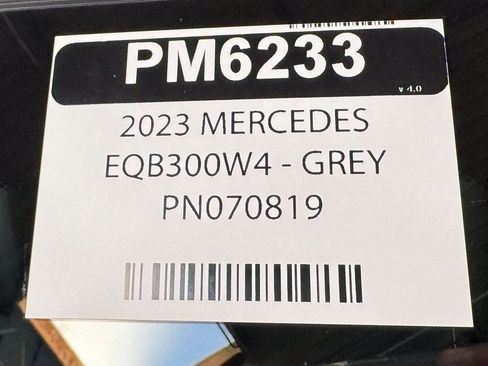 PM6233
v 4.0
2023 MERCEDES
EQB300W4 - GREY
PN070819